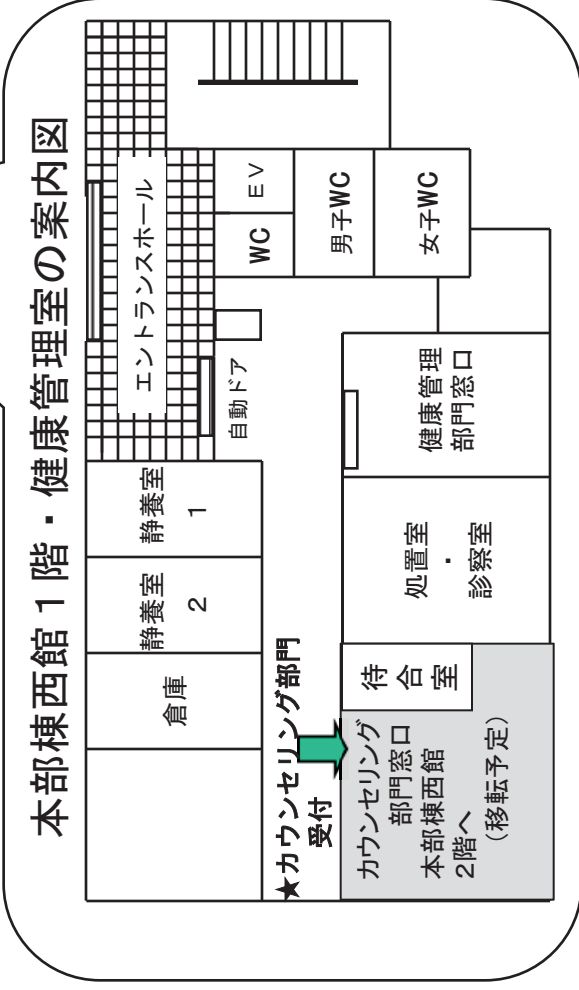 本部棟西館１階・健康管理室の案内図
倉庫
静養室
２
静養室
１
エントランスホール
自動ドア
WC
ＥＶ
男子WC
女子WC
★カウンセリング部門
受付
カウンセリング
部門窓口
本部棟西館
２階へ
（移転予定）
待
合
室
処置室
・
診察室
健康管理
部門窓口